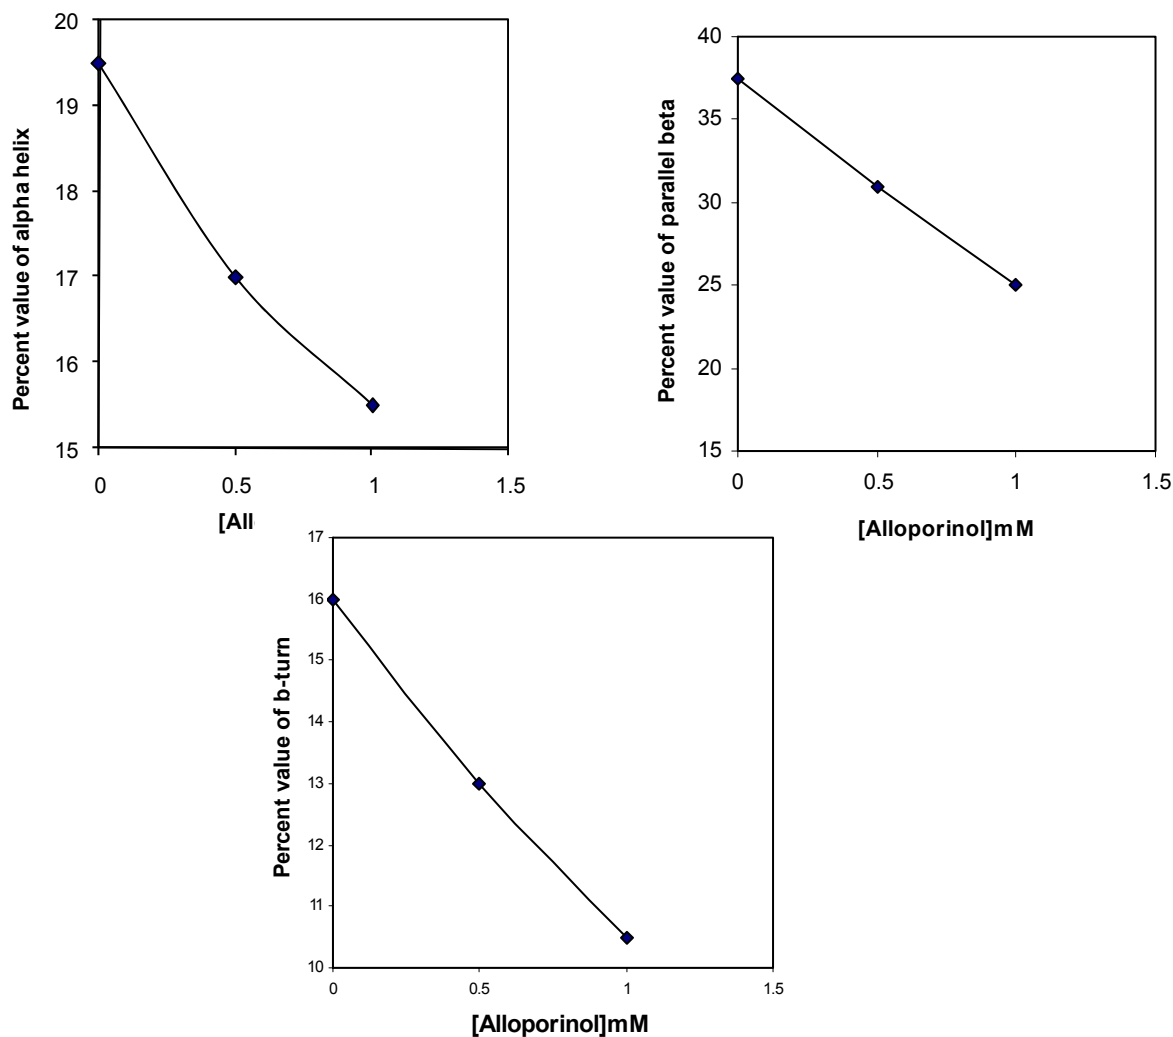 Percent value of alpha helix
20
19
18
17
16
15
0 0.5 1 1.5
[All
Percent value of parallel beta
40
35
30
25
20
15
0 0.5 1 1.5
[Alloporinol]mM
Percent value of b-turn
17
16
15
14
13
12
11
10
0 0.5 1 1.5
[Alloporinol]mM